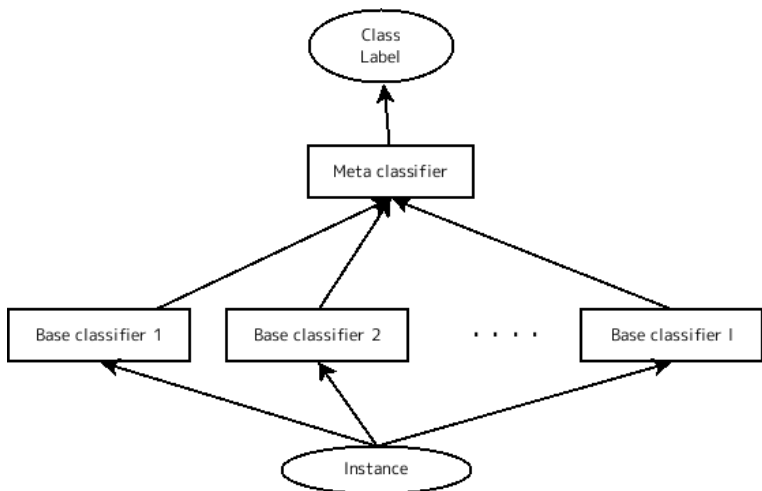 Class
Label
Meta classifier
Base classifier 1
Base classifier 2
. . . .
Base classifier l
Instance